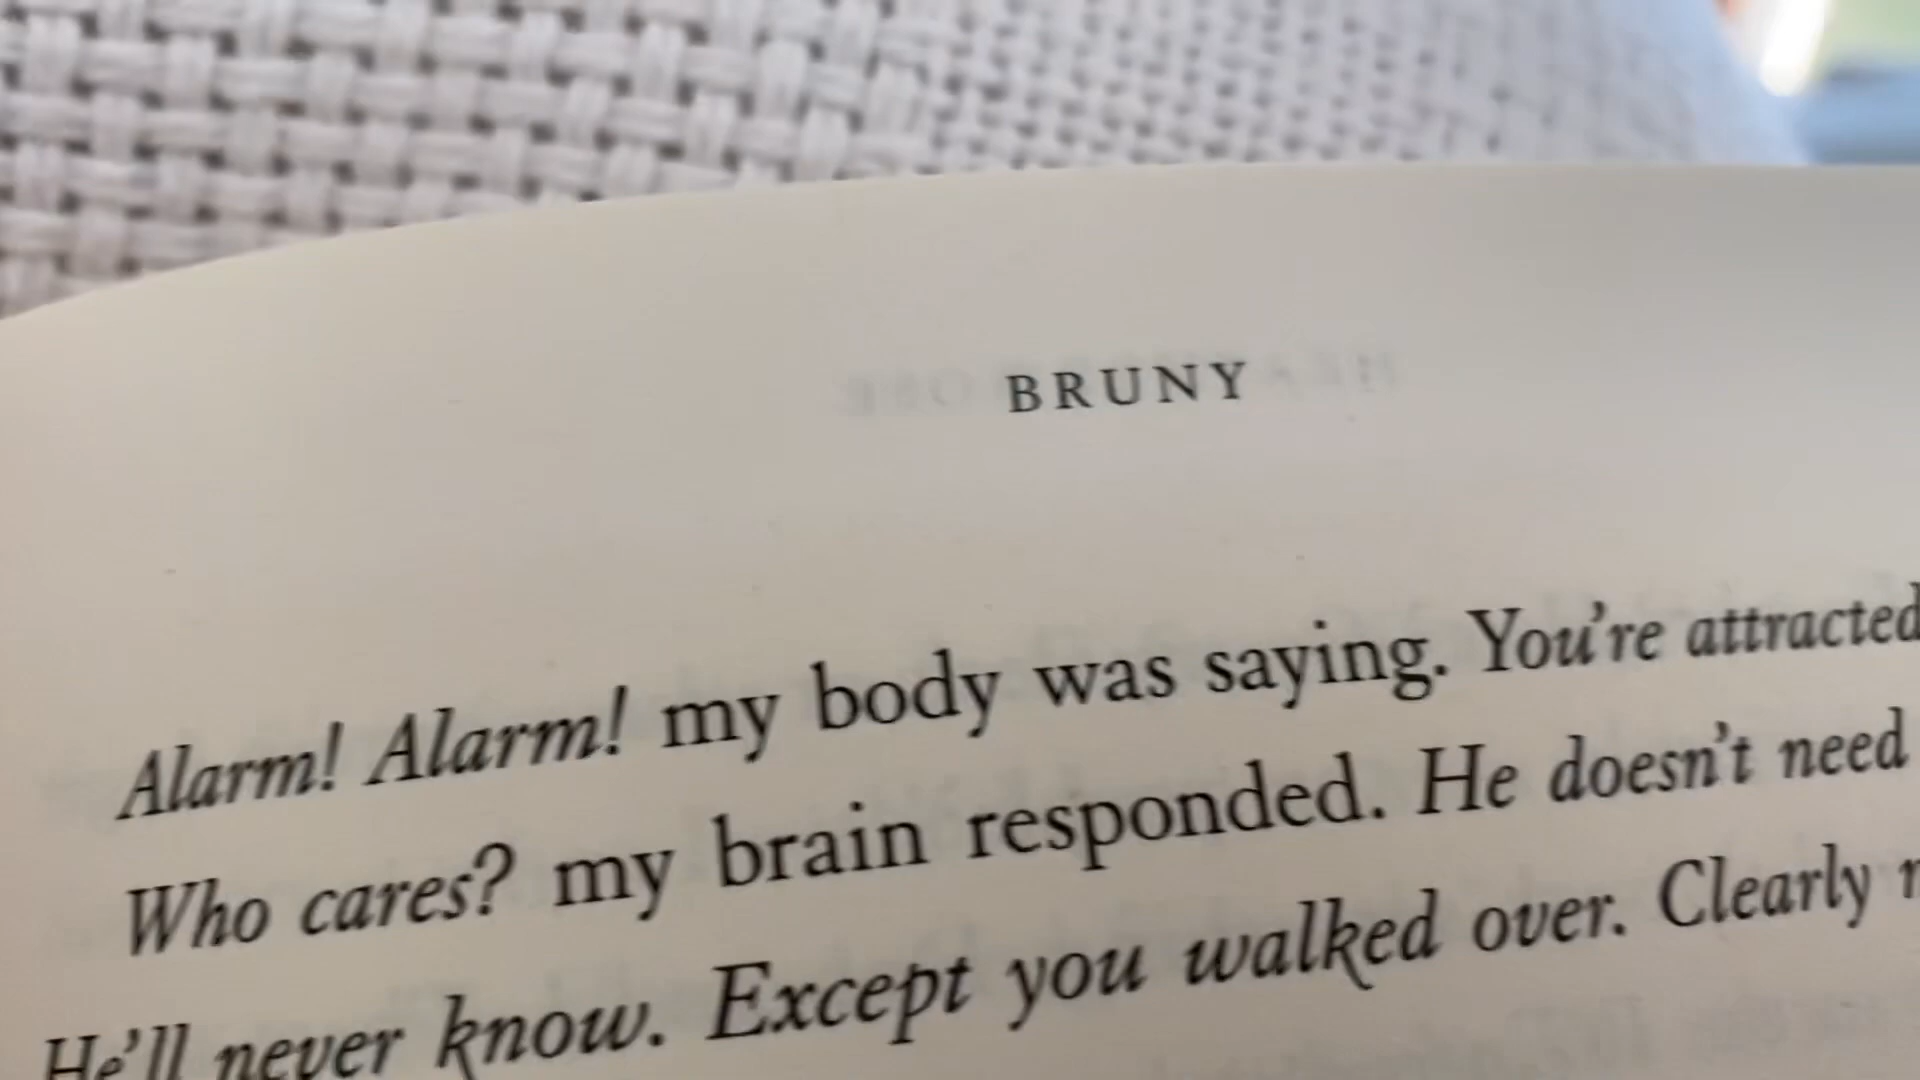 BRUNY
Alarm! Alarm! my body was saying. You're attracted
Who cares? my brain responded. He doesn't need
He'll never know. Except you walked over. Clearly